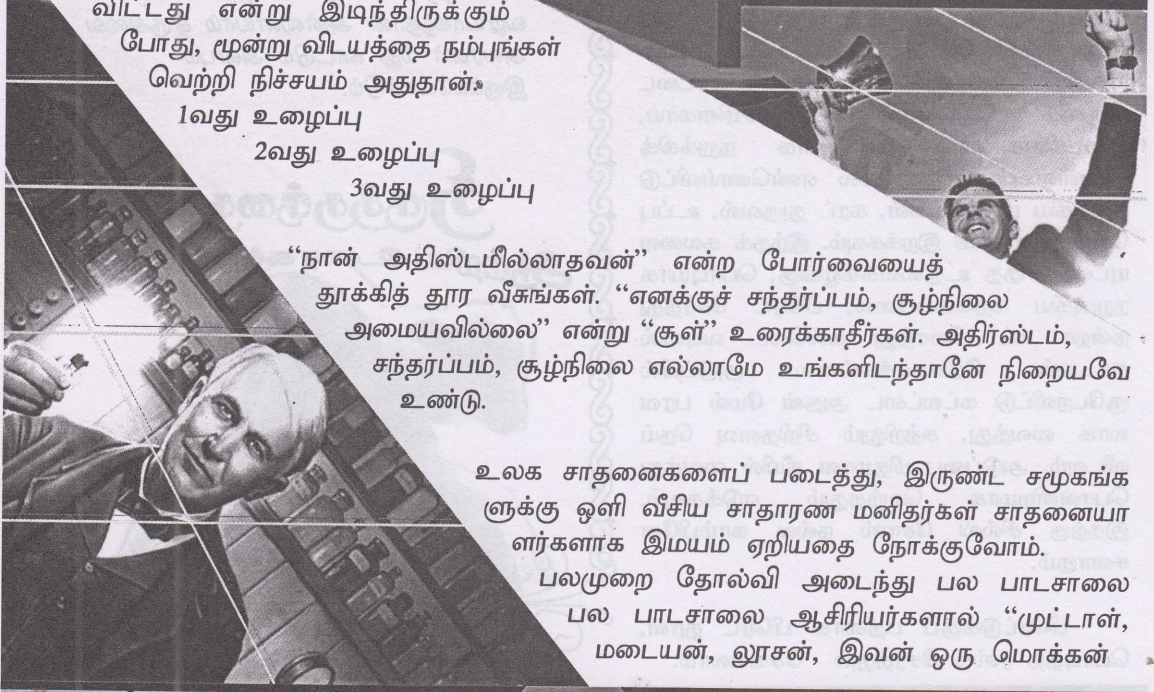 விட்டது என்று இடிந்திருக்கும்
போது, மூன்று விடயத்தை நம்புங்கள்
வெற்றி நிச்சயம் அதுதான்.
1வது உழைப்பு
2வது உழைப்பு
3வது உழைப்பு
“நான் அதிஸ்டமில்லாதவன்” என்ற போர்வையைத்
தூக்கித் தூர வீசுங்கள். “எனக்குச் சந்தர்ப்பம், சூழ்நிலை
அமையவில்லை” என்று “சூள்” உரைக்காதீர்கள். அதிர்ஸ்டம்,
சந்தர்ப்பம், சூழ்நிலை எல்லாமே உங்களிடந்தானே நிறையவே
உண்டு.
உலக சாதனைகளைப் படைத்து, இருண்ட சமூகங்க
ளுக்கு ஒளி வீசிய சாதாரண மனிதர்கள் சாதனையா
ளர்களாக இமயம் ஏறியதை நோக்குவோம்.
பலமுறை தோல்வி அடைந்து பல பாடசாலை
பல பாடசாலை ஆசிரியர்களால் “முட்டாள்,
மடையன், லூசன், இவன் ஒரு மொக்கன்